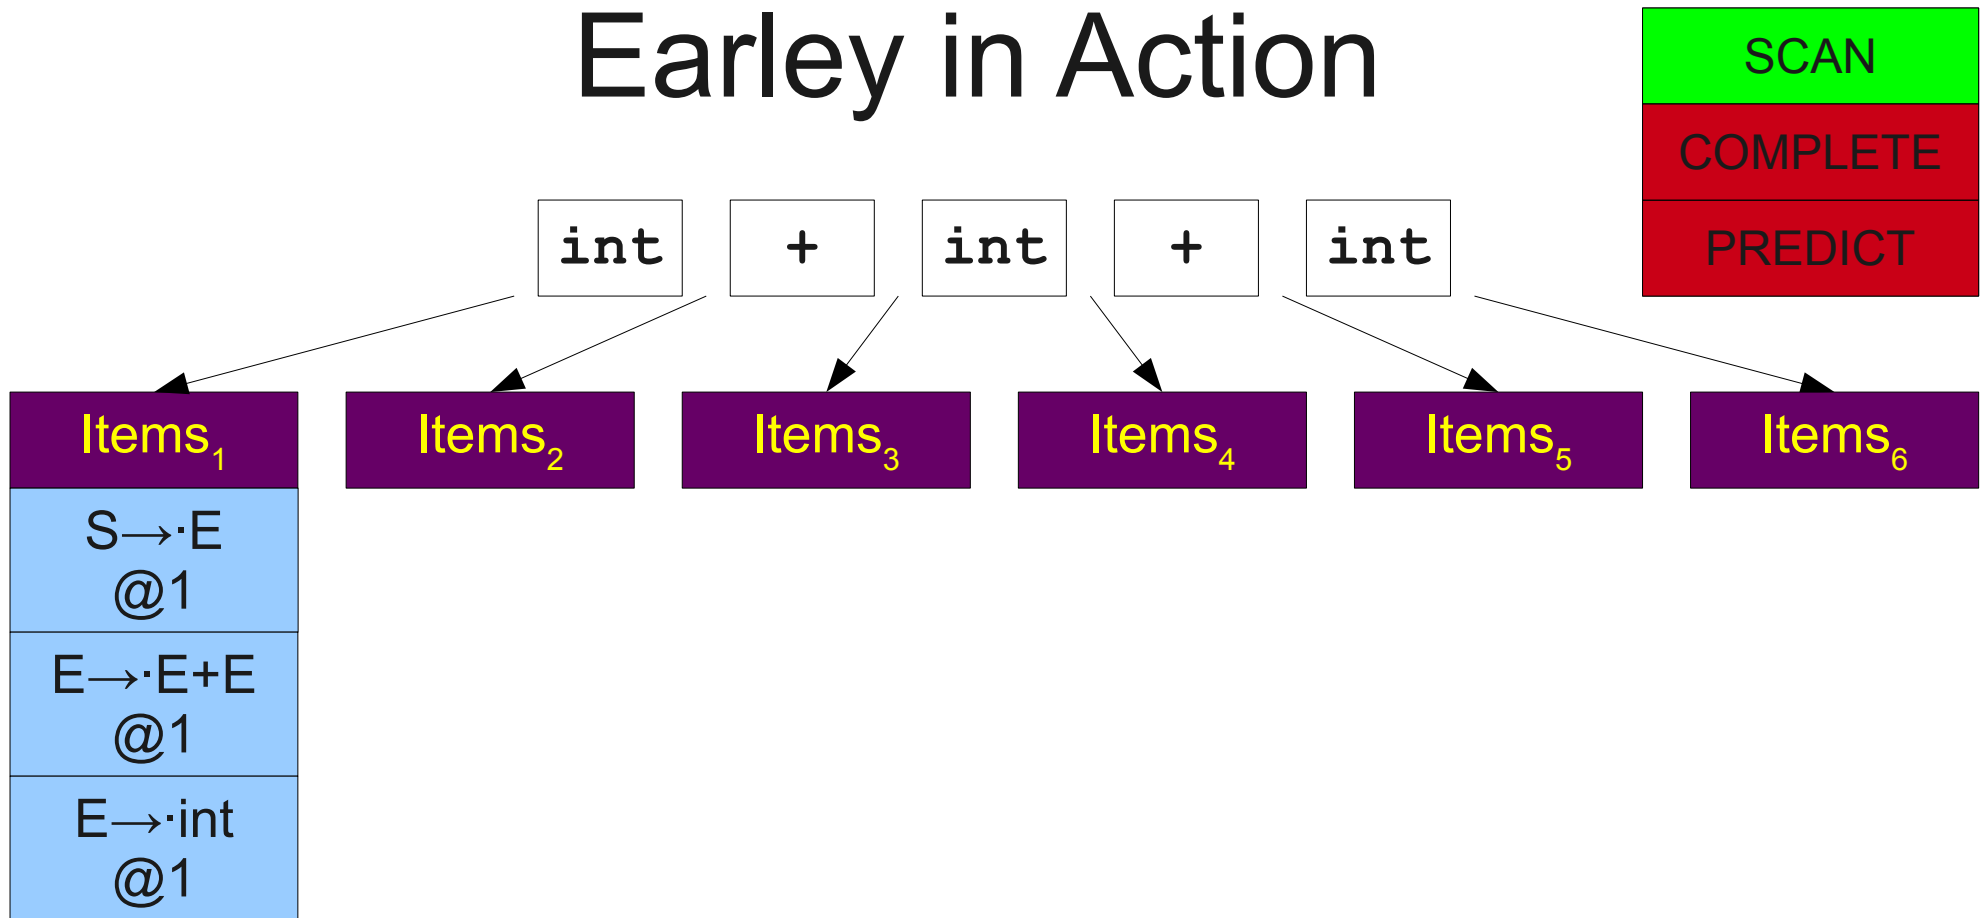 Earley in Action
SCAN
COMPLETE
PREDICT
int + int + int
Items₁ Items₂ Items₃ Items₄ Items₅ Items₆
S→·E
@1
E→·E+E
@1
E→·int
@1